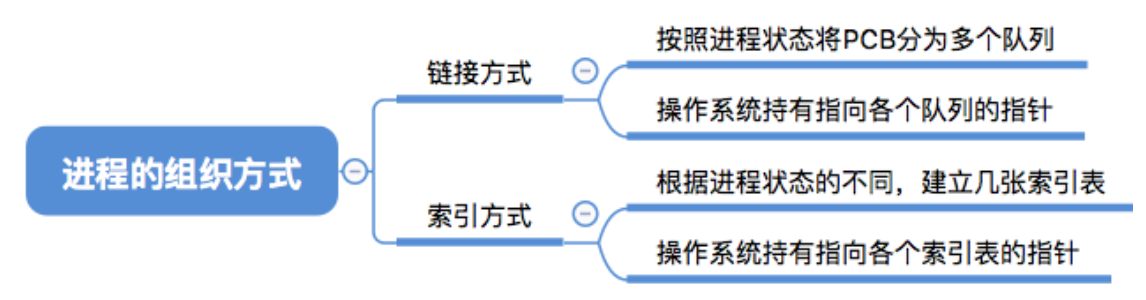 进程的组织方式
链接方式
按照进程状态将PCB分为多个队列
操作系统持有指向各个队列的指针
索引方式
根据进程状态的不同，建立几张索引表
操作系统持有指向各个索引表的指针